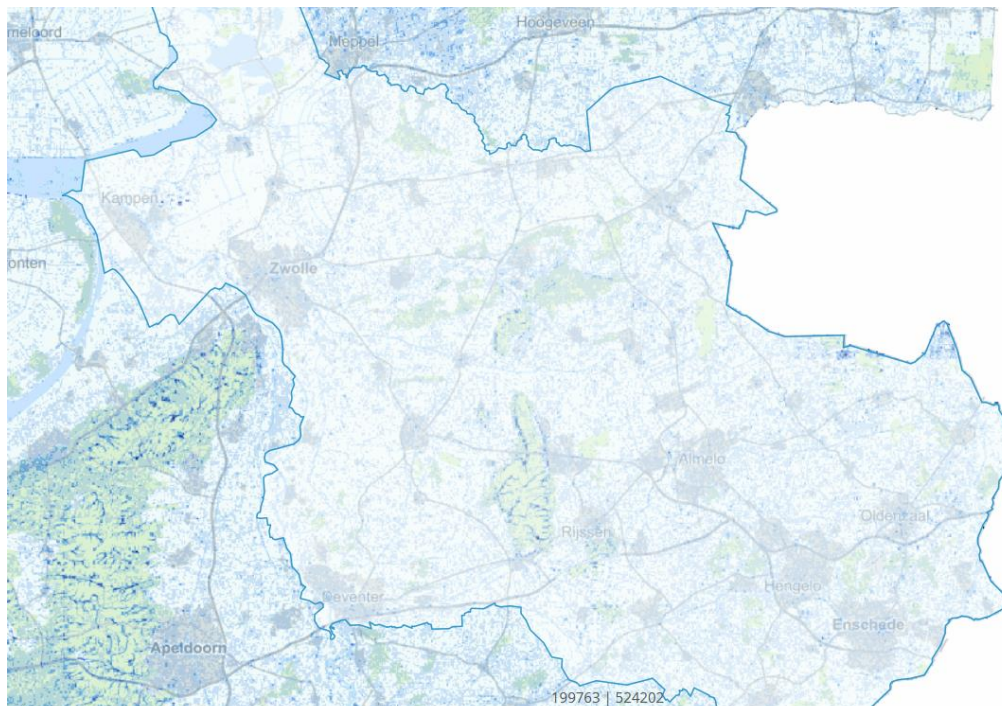 Hoogeveen
meloord
Meppel
Kampen
onten
Zwolle
Almelo
Oldenzaal
Rijssen
Hengelo
Deventer
Enschede
Apeldoorn
199763 | 524202